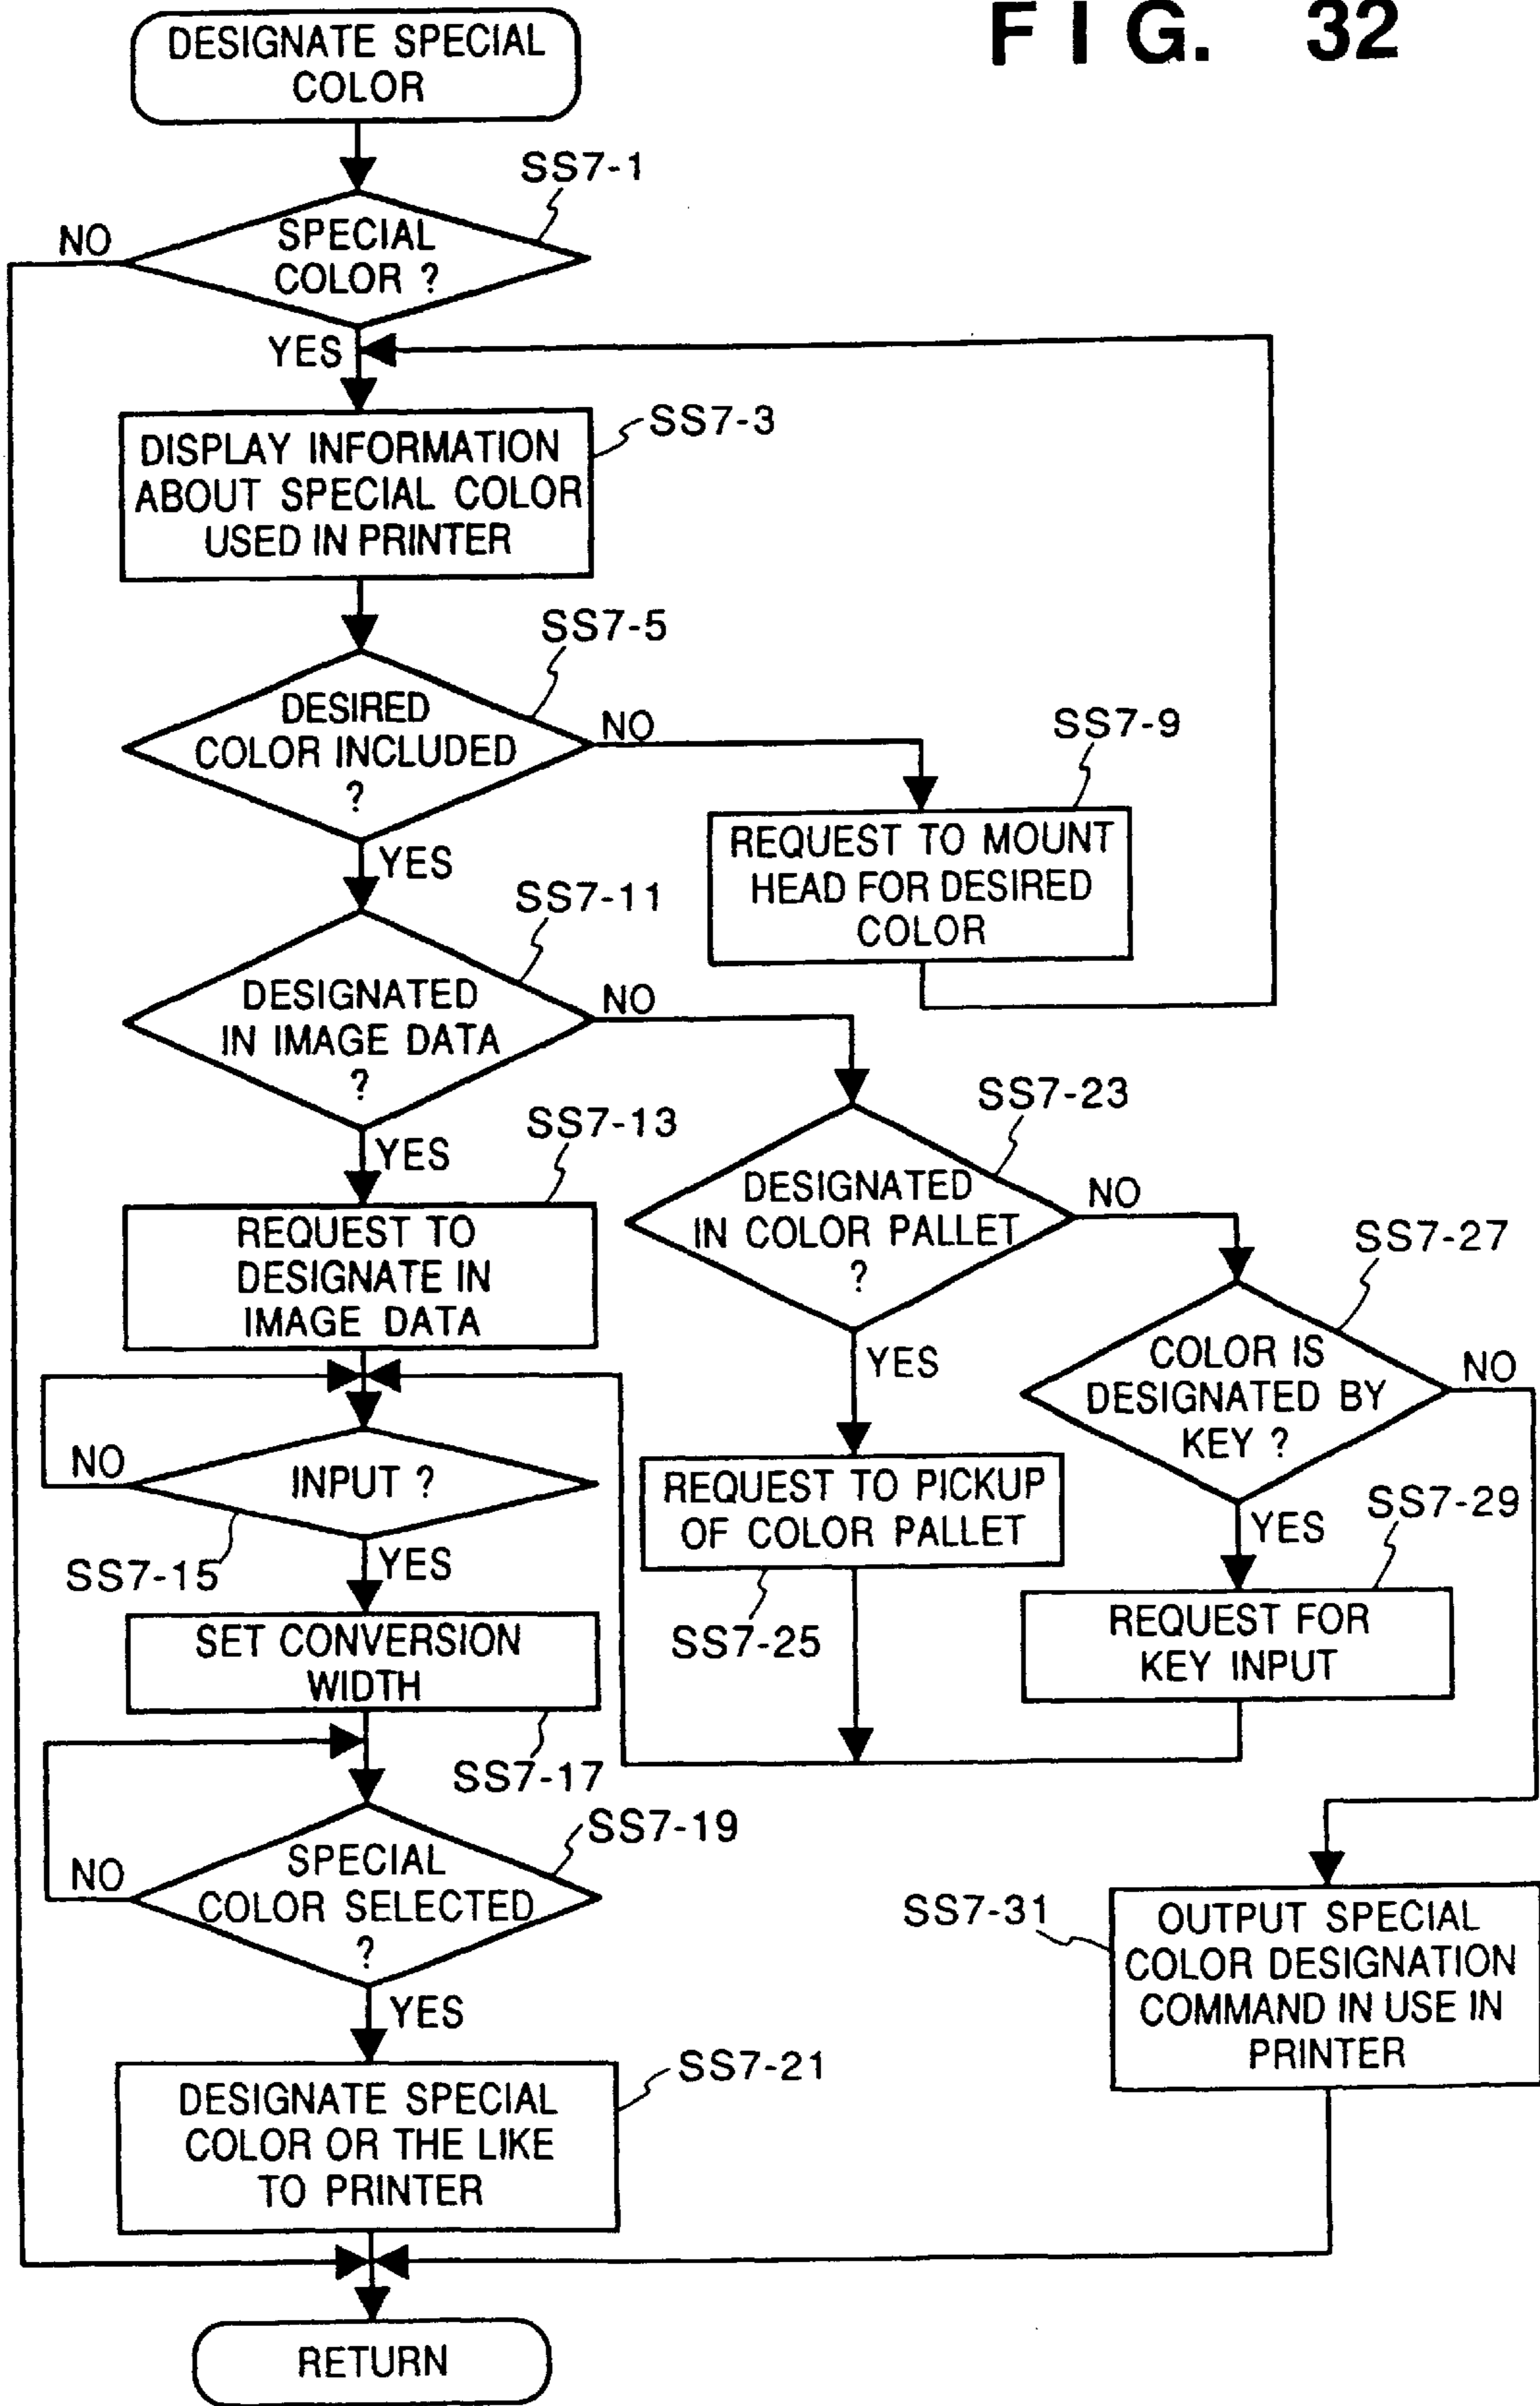 FIG. 32
DESIGNATE SPECIAL
COLOR
SS7-1
SPECIAL
COLOR ?
NO
YES
SS7-3
DISPLAY INFORMATION
ABOUT SPECIAL COLOR
USED IN PRINTER
SS7-5
DESIRED
COLOR INCLUDED
?
NO
YES
SS7-9
REQUEST TO MOUNT
HEAD FOR DESIRED
COLOR
SS7-11
DESIGNATED
IN IMAGE DATA
?
NO
YES
SS7-13
REQUEST TO
DESIGNATE IN
IMAGE DATA
SS7-23
DESIGNATED
IN COLOR PALLET
?
NO
YES
SS7-27
COLOR IS
DESIGNATED BY
KEY ?
NO
YES
INPUT ?
NO
YES
SS7-15
REQUEST TO PICKUP
OF COLOR PALLET
SS7-25
SS7-29
REQUEST FOR
KEY INPUT
SET CONVERSION
WIDTH
SS7-17
SS7-19
SPECIAL
COLOR SELECTED
?
NO
YES
SS7-31
OUTPUT SPECIAL
COLOR DESIGNATION
COMMAND IN USE IN
PRINTER
SS7-21
DESIGNATE SPECIAL
COLOR OR THE LIKE
TO PRINTER
RETURN